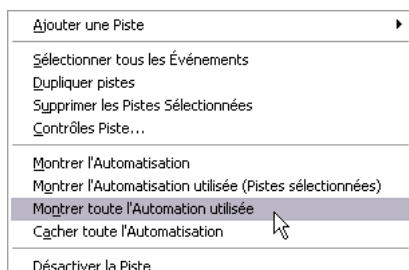 Ajouter une Piste
Sélectionner tous les Événements
Dupliquer pistes
Supprimer les Pistes Sélectionnées
Contrôles Piste...
Montrer l'Automatisation
Montrer l'Automatisation utilisée (Pistes sélectionnées)
Montrer toute l'Automation utilisée
Cacher toute l'Automatisation
Désactiver la Piste